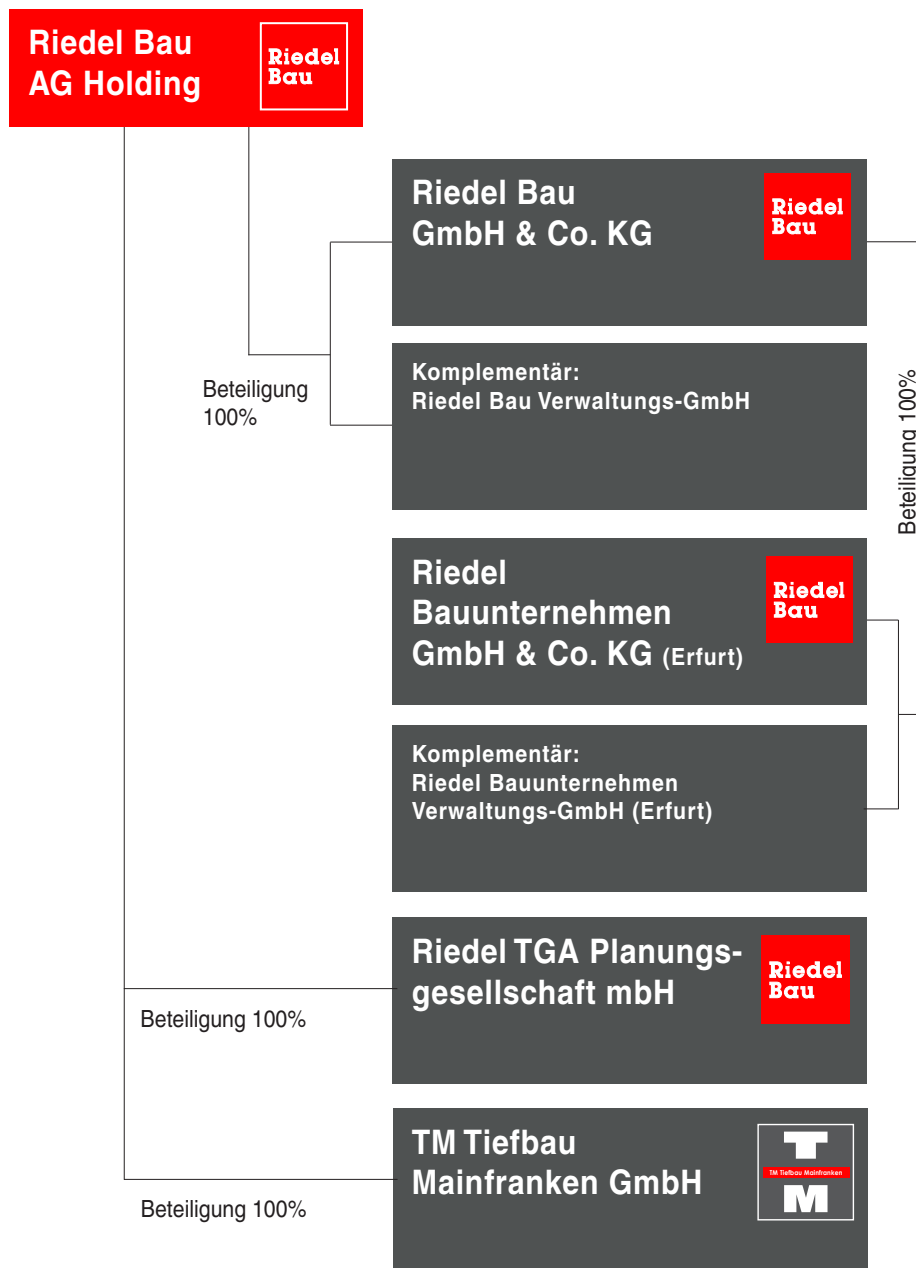 Riedel Bau
AG Holding
Riedel
Bau
Riedel Bau
GmbH & Co. KG
Riedel
Bau
Beteiligung
100%
Komplementär:
Riedel Bau Verwaltungs-GmbH
Beteiligung 100%
Riedel
Bauunternehmen
GmbH & Co. KG (Erfurt)
Riedel
Bau
Komplementär:
Riedel Bauunternehmen
Verwaltungs-GmbH (Erfurt)
Riedel TGA Planungs-
gesellschaft mbH
Riedel
Bau
Beteiligung 100%
TM Tiefbau
Mainfranken GmbH
T
TM Tiefbau Mainfranken
M
Beteiligung 100%